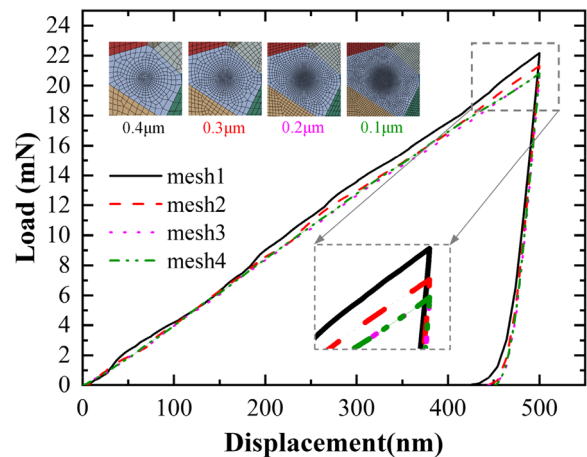 24
22
20
18
16
14
12
10
8
6
4
2
0
Load (mN)
0.4μm 0.3μm 0.2μm 0.1μm
mesh1
mesh2
mesh3
mesh4
0 100 200 300 400 500
Displacement(nm)